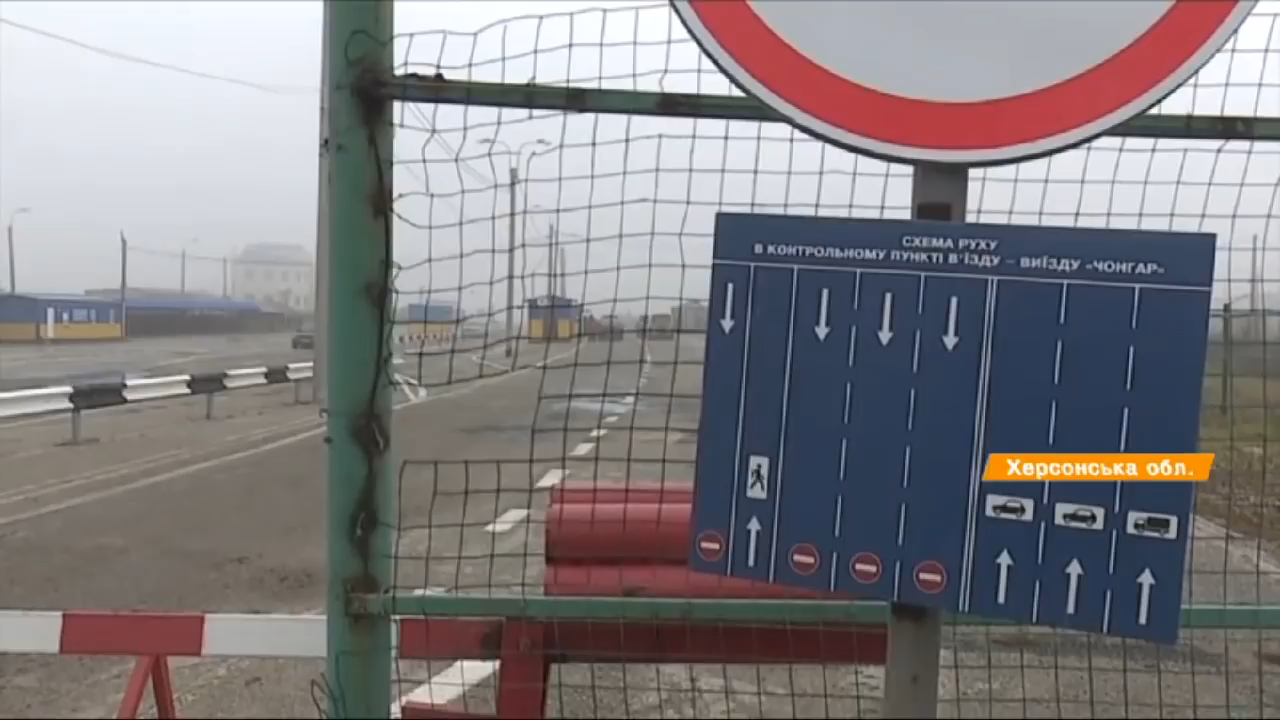 СХЕМА РУХУ
В КОНТРОЛЬНОМУ ПУНКТІ В'ЇЗДУ – ВИЇЗДУ «ЧОНГАР»
Херсонська обл.